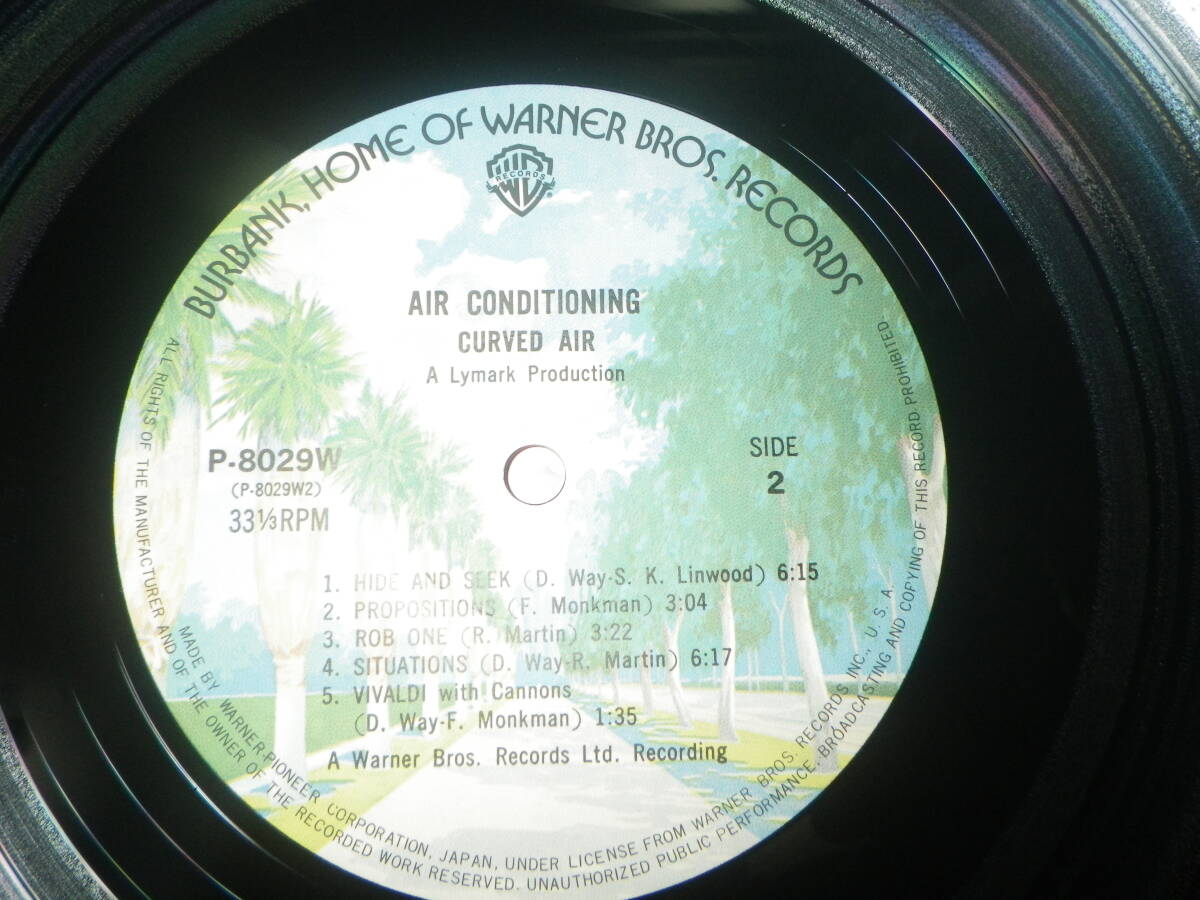 BURBANK, HOME OF WARNER BROS. RECORDS
WB
RECORDS
®
AIR CONDITIONING
CURVED AIR
A Lymark Production
P-8029W
(P-8029W2)
33⅓RPM
SIDE
2
1. HIDE AND SEEK (D. Way-S. K. Linwood) 6:15
2. PROPOSITIONS (F. Monkman) 3:04
3. ROB ONE (R. Martin) 3:22
4. SITUATIONS (D. Way-R. Martin) 6:17
5. VIVALDI with Cannons
(D. Way-F. Monkman) 1:35
A Warner Bros. Records Ltd. Recording
MADE BY WARNER-PIONEER CORPORATION, JAPAN, UNDER LICENSE FROM WARNER BROS. RECORDS INC., U. S. A.
ALL RIGHTS OF THE MANUFACTURER AND OF THE OWNER OF THE RECORDED WORK RESERVED. UNAUTHORIZED PUBLIC PERFORMANCE, BROADCASTING AND COPYING OF THIS RECORD PROHIBITED.